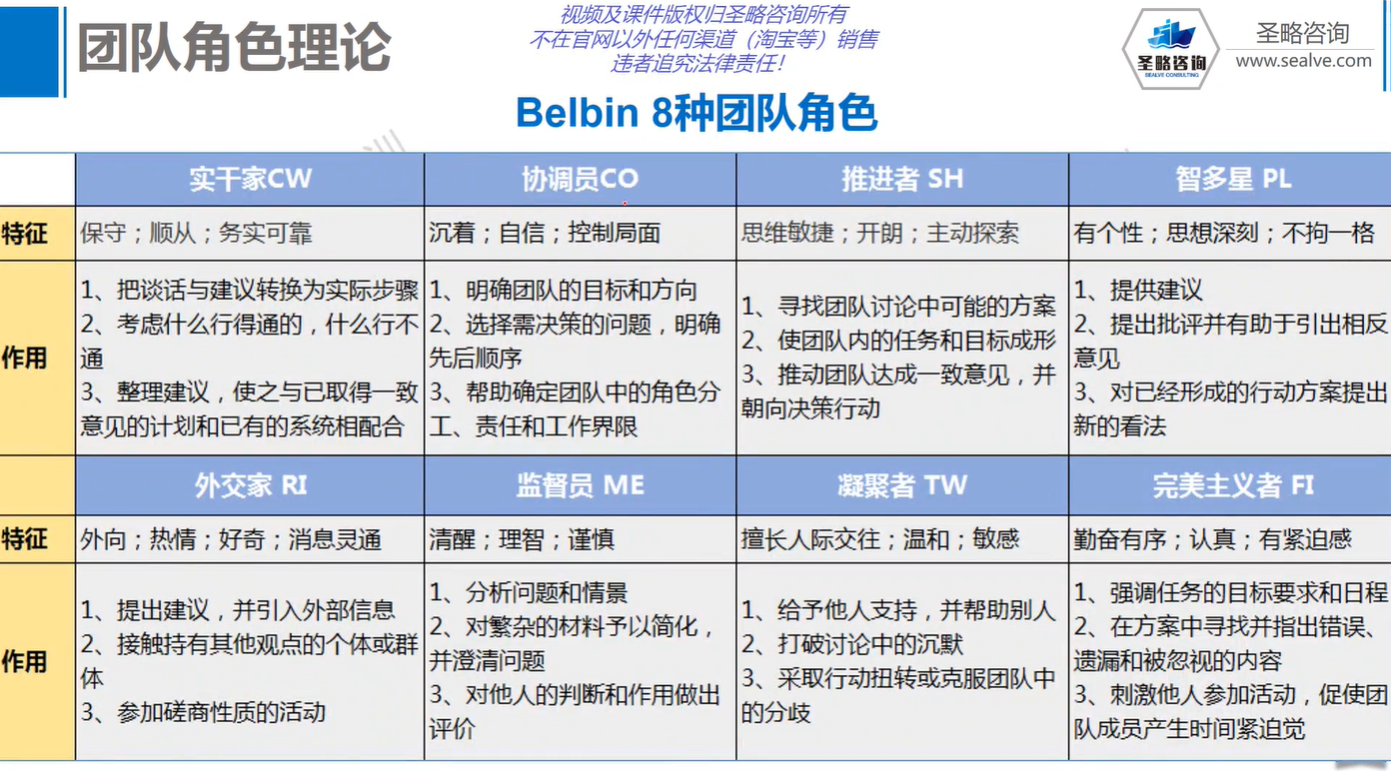 团队角色理论
视频及课件版权归圣略咨询所有
不在官网以外任何渠道（淘宝等）销售
违者追究法律责任！
圣略咨询
SEALVE CONSULTING
圣略咨询
www.sealve.com
Belbin 8种团队角色
实干家CW
协调员CO
推进者 SH
智多星 PL
特征
保守；顺从；务实可靠
沉着；自信；控制局面
思维敏捷；开朗；主动探索
有个性；思想深刻；不拘一格
作用
1、把谈话与建议转换为实际步骤
2、考虑什么行得通的，什么行不
通
3、整理建议，使之与已取得一致
意见的计划和已有的系统相配合
1、明确团队的目标和方向
2、选择需决策的问题，明确
先后顺序
3、帮助确定团队中的角色分
工、责任和工作界限
1、寻找团队讨论中可能的方案
2、使团队内的任务和目标成形
3、推动团队达成一致意见，并
朝向决策行动
1、提供建议
2、提出批评并有助于引出相反
意见
3、对已经形成的行动方案提出
新的看法
外交家 RI
监督员 ME
凝聚者 TW
完美主义者 FI
特征
外向；热情；好奇；消息灵通
清醒；理智；谨慎
擅长人际交往；温和；敏感
勤奋有序；认真；有紧迫感
作用
1、提出建议，并引入外部信息
2、接触持有其他观点的个体或群
体
3、参加磋商性质的活动
1、分析问题和情景
2、对繁杂的材料予以简化，
并澄清问题
3、对他人的判断和作用做出
评价
1、给予他人支持，并帮助别人
2、打破讨论中的沉默
3、采取行动扭转或克服团队中
的分歧
1、强调任务的目标要求和日程
2、在方案中寻找并指出错误、
遗漏和被忽视的内容
3、刺激他人参加活动，促使团
队成员产生时间紧迫觉